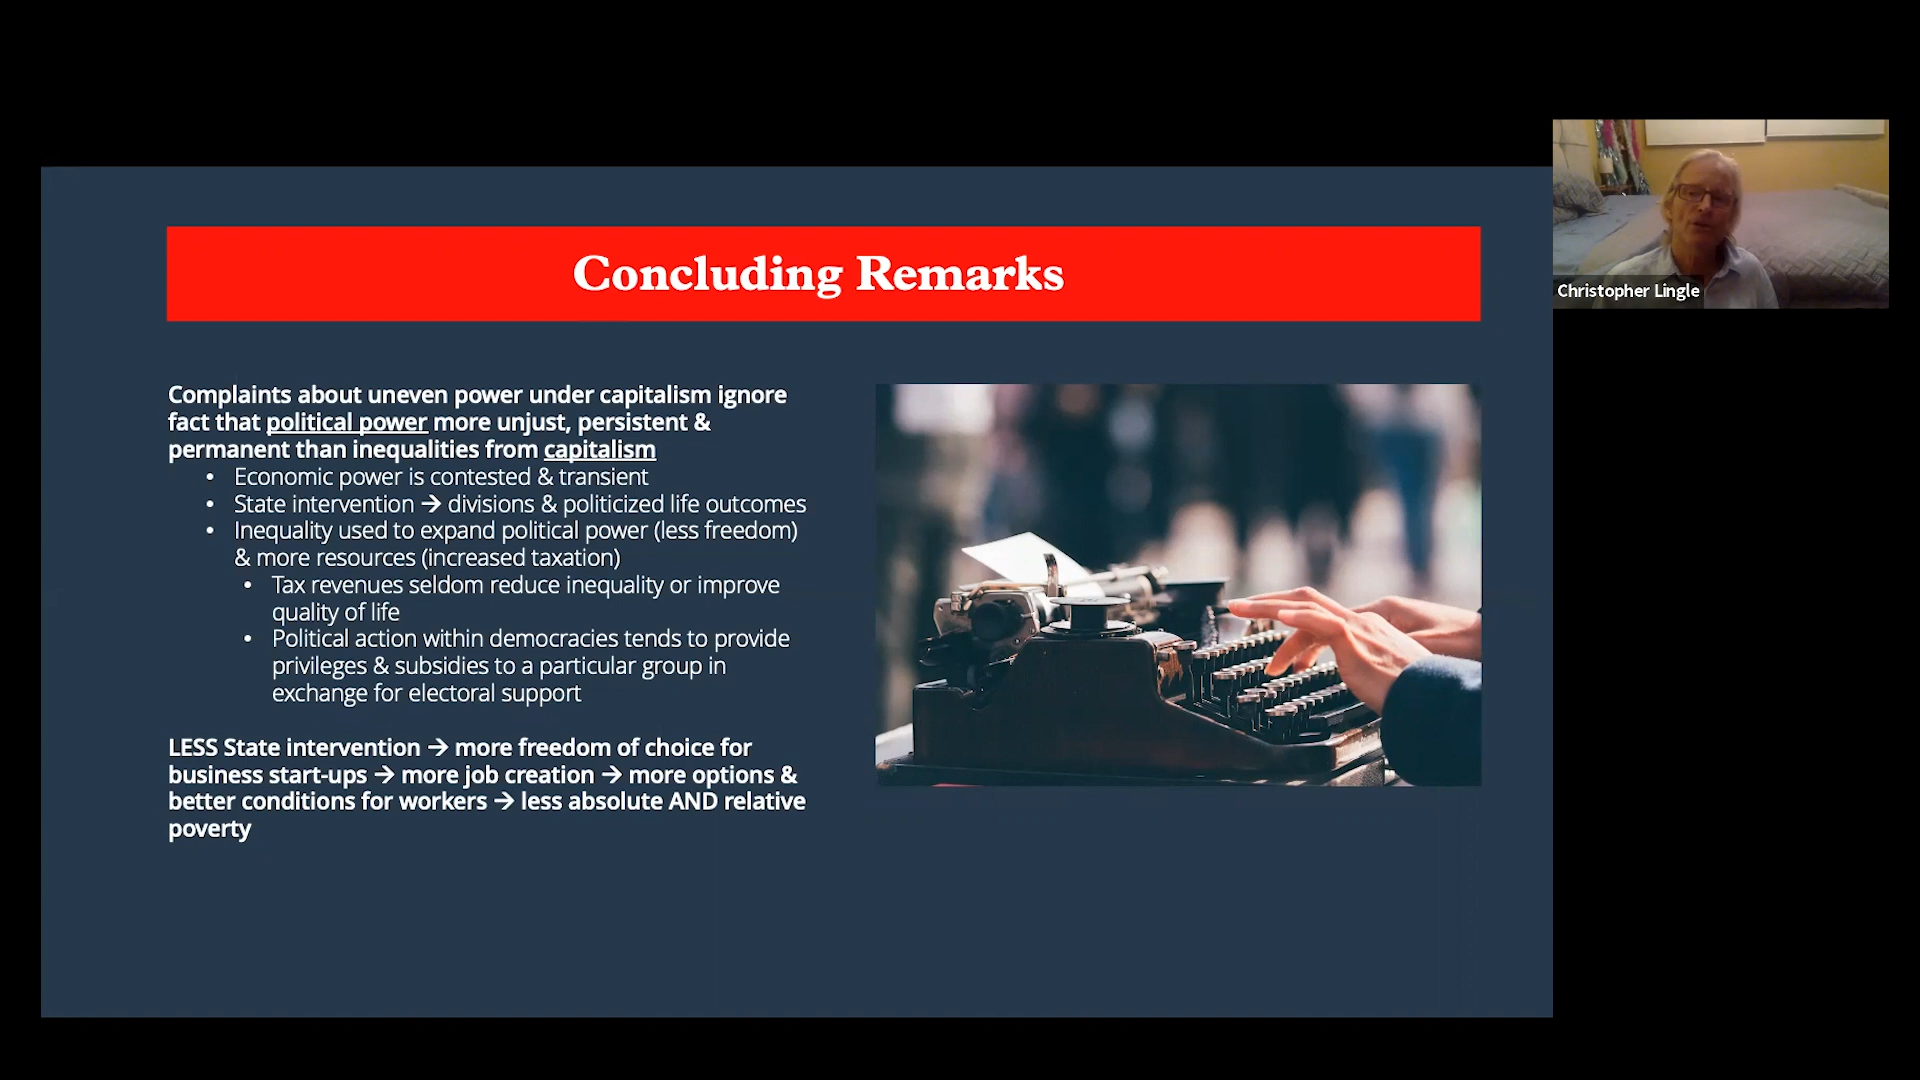 Concluding Remarks
Complaints about uneven power under capitalism ignore
fact that political power more unjust, persistent &
permanent than inequalities from capitalism
• Economic power is contested & transient
• State intervention → divisions & politicized life outcomes
• Inequality used to expand political power (less freedom)
& more resources (increased taxation)
• Tax revenues seldom reduce inequality or improve
quality of life
• Political action within democracies tends to provide
privileges & subsidies to a particular group in
exchange for electoral support
LESS State intervention → more freedom of choice for
business start-ups → more job creation → more options &
better conditions for workers → less absolute AND relative
poverty
Christopher Lingle